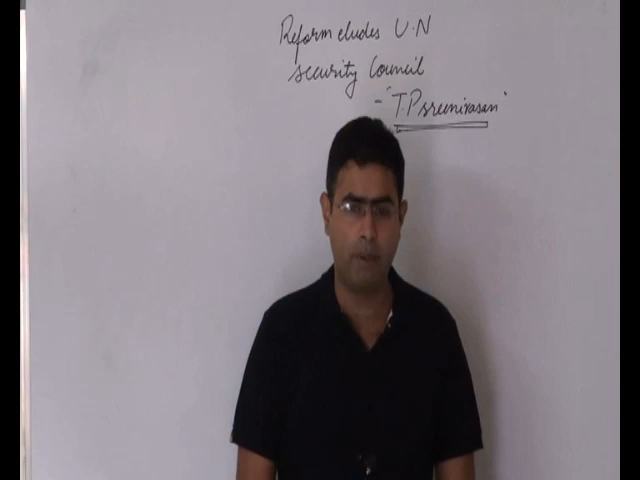 Reform eludes U.N
security Council
- "T.P sreenivasan"